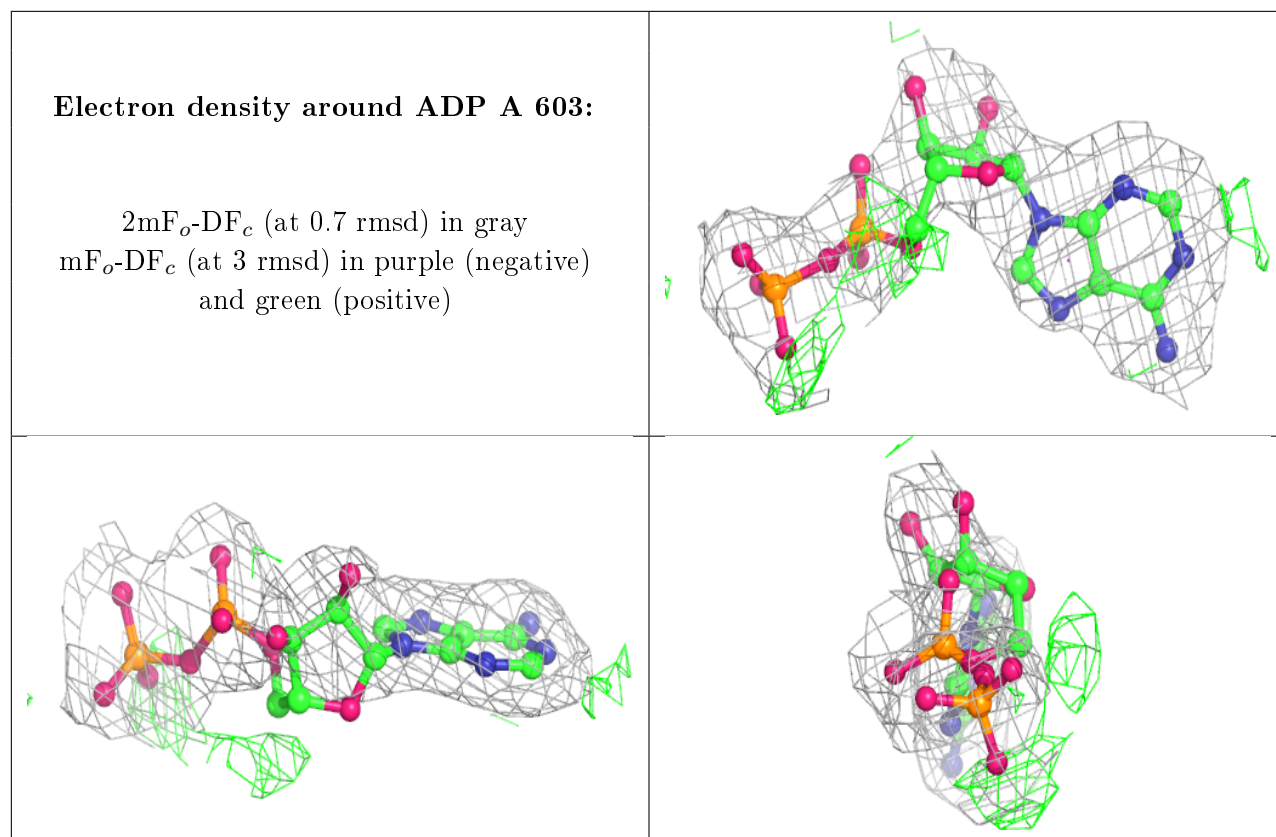 Electron density around ADP A 603:
2mFo-DFc (at 0.7 rmsd) in gray
mFo-DFc (at 3 rmsd) in purple (negative)
and green (positive)